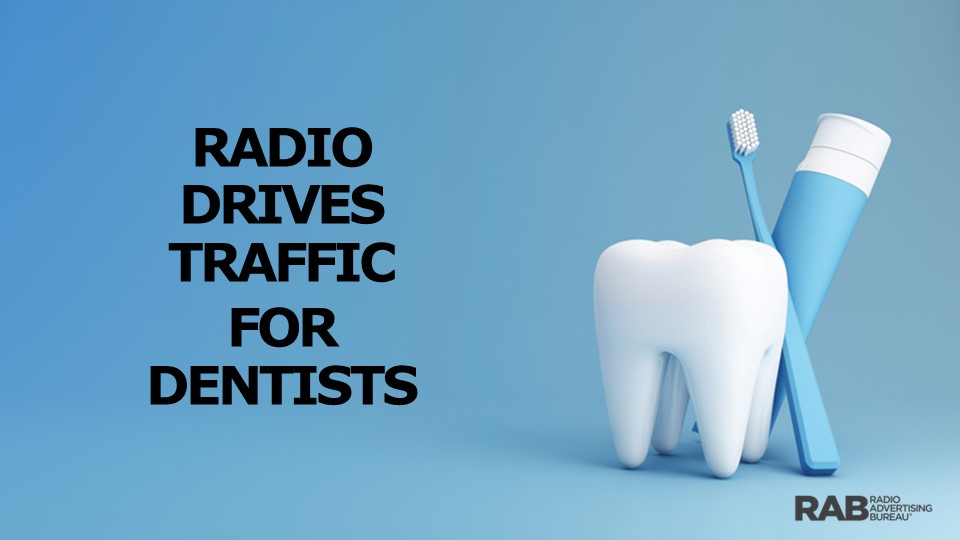 RADIO
DRIVES
TRAFFIC
FOR
DENTISTS
RAB RADIO
ADVERTISING
BUREAU®